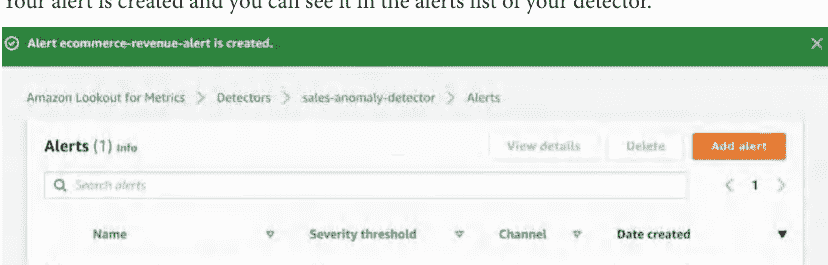 Your alert is created and you can see it in the alerts list of your detector.
Alert ecommerce-revenue-alert is created.
Amazon Lookout for Metrics > Detectors > sales-anomaly-detector > Alerts
Alerts (1) Info View details Delete Add alert
Search alerts < 1 >
Name Severity threshold Channel Date created